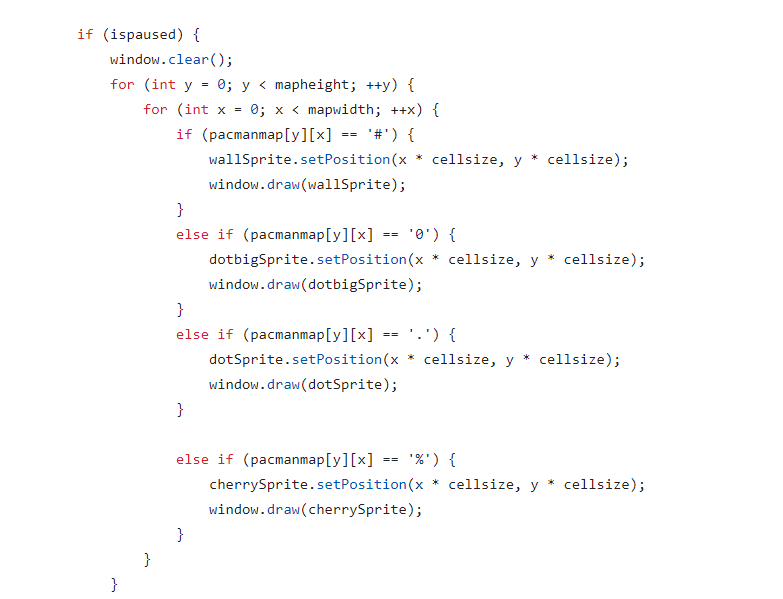 if (ispaused) {
    window.clear();
    for (int y = 0; y < mapheight; ++y) {
        for (int x = 0; x < mapwidth; ++x) {
            if (pacmanmap[y][x] == '#') {
                wallSprite.setPosition(x * cellsize, y * cellsize);
                window.draw(wallSprite);
            }
            else if (pacmanmap[y][x] == '0') {
                dotbigSprite.setPosition(x * cellsize, y * cellsize);
                window.draw(dotbigSprite);
            }
            else if (pacmanmap[y][x] == '.') {
                dotSprite.setPosition(x * cellsize, y * cellsize);
                window.draw(dotSprite);
            }

            else if (pacmanmap[y][x] == '%') {
                cherrySprite.setPosition(x * cellsize, y * cellsize);
                window.draw(cherrySprite);
            }
        }
    }